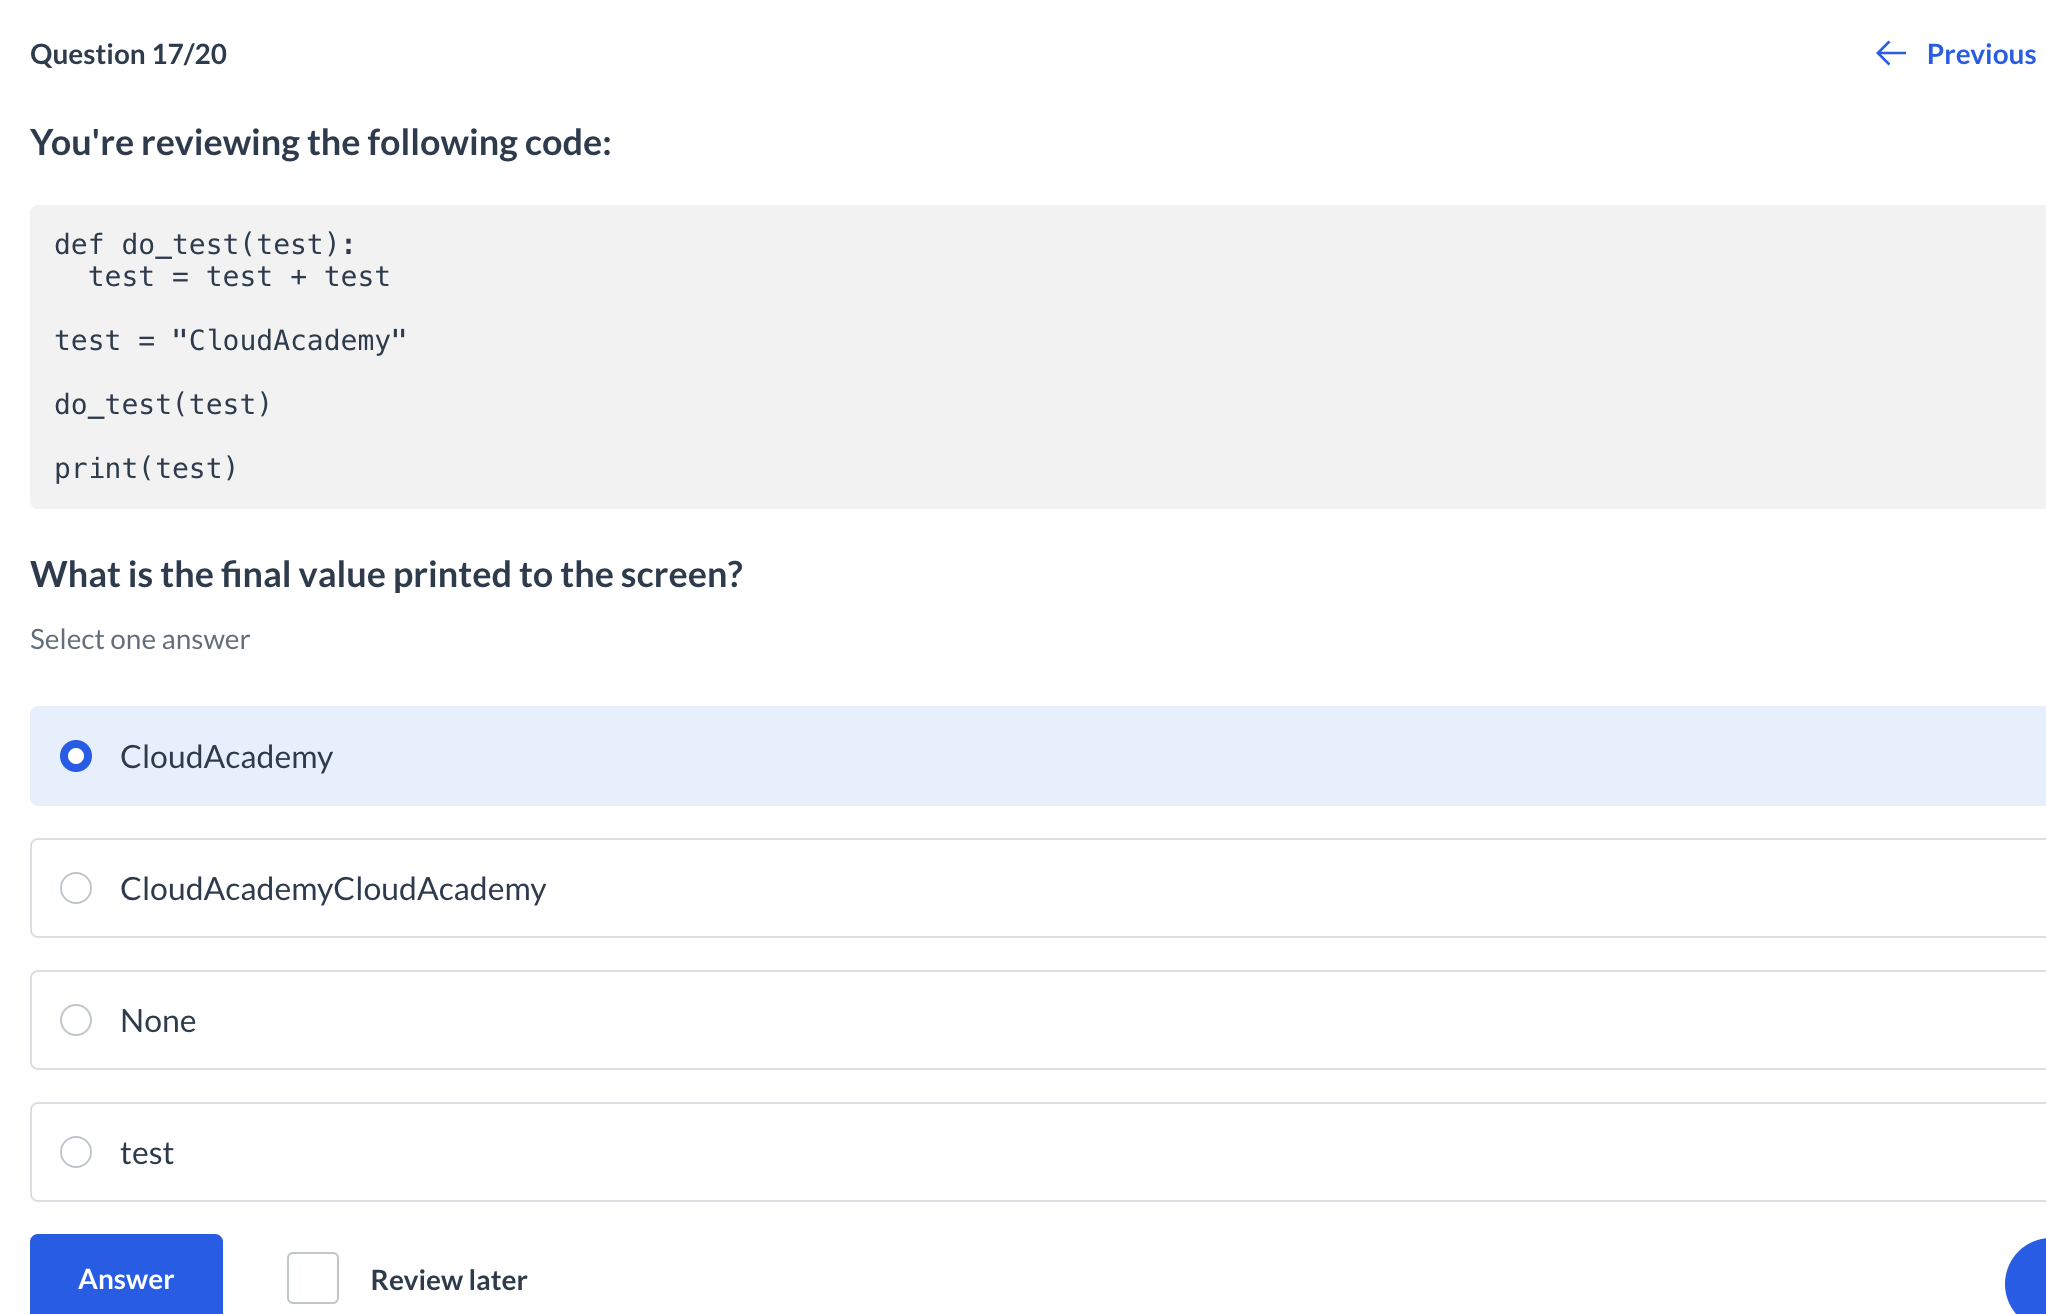 Question 17/20
Previous
You're reviewing the following code:
def do_test(test):
  test = test + test
test = "CloudAcademy"
do_test(test)
print(test)
What is the final value printed to the screen?
Select one answer
CloudAcademy
CloudAcademyCloudAcademy
None
test
Answer
Review later